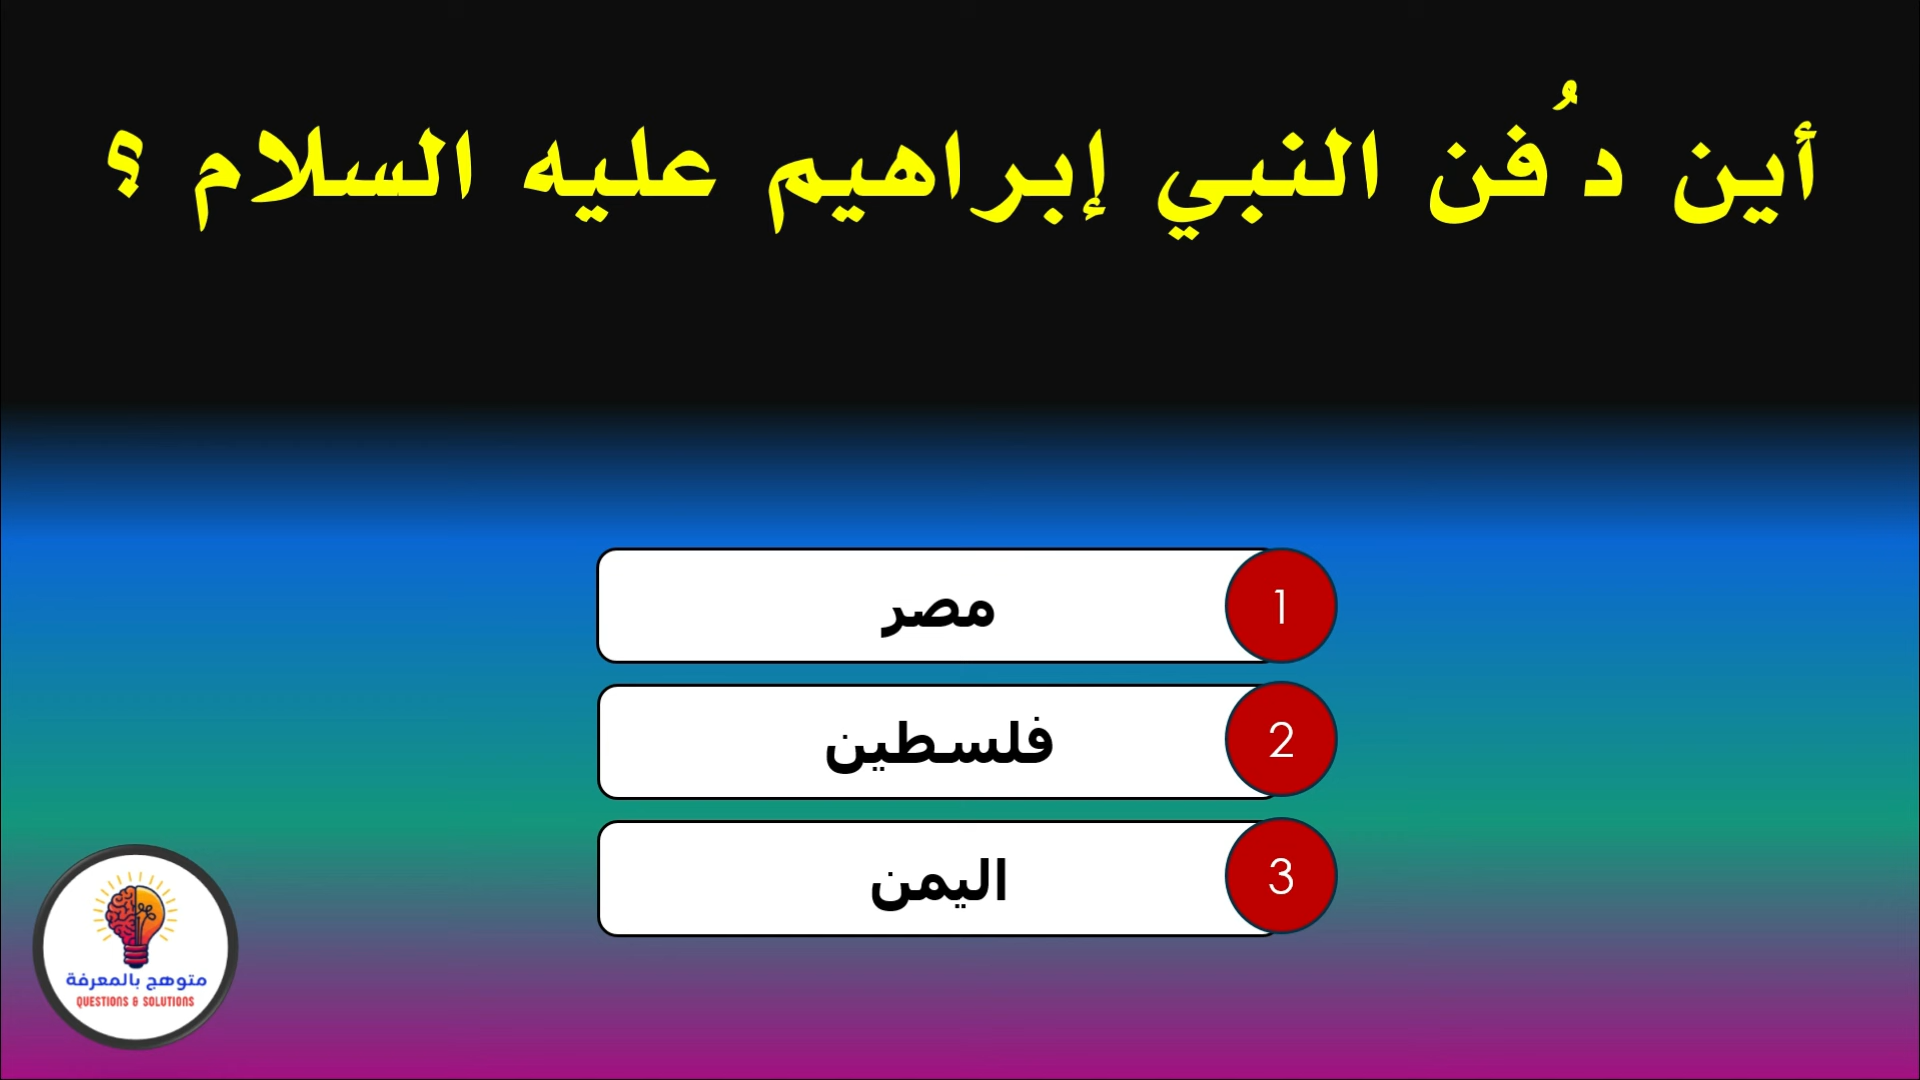 أين دُفن النبي إبراهيم عليه السلام ؟
1 مصر
2 فلسطين
3 اليمن
متوهج بالمعرفة
QUESTIONS & SOLUTIONS